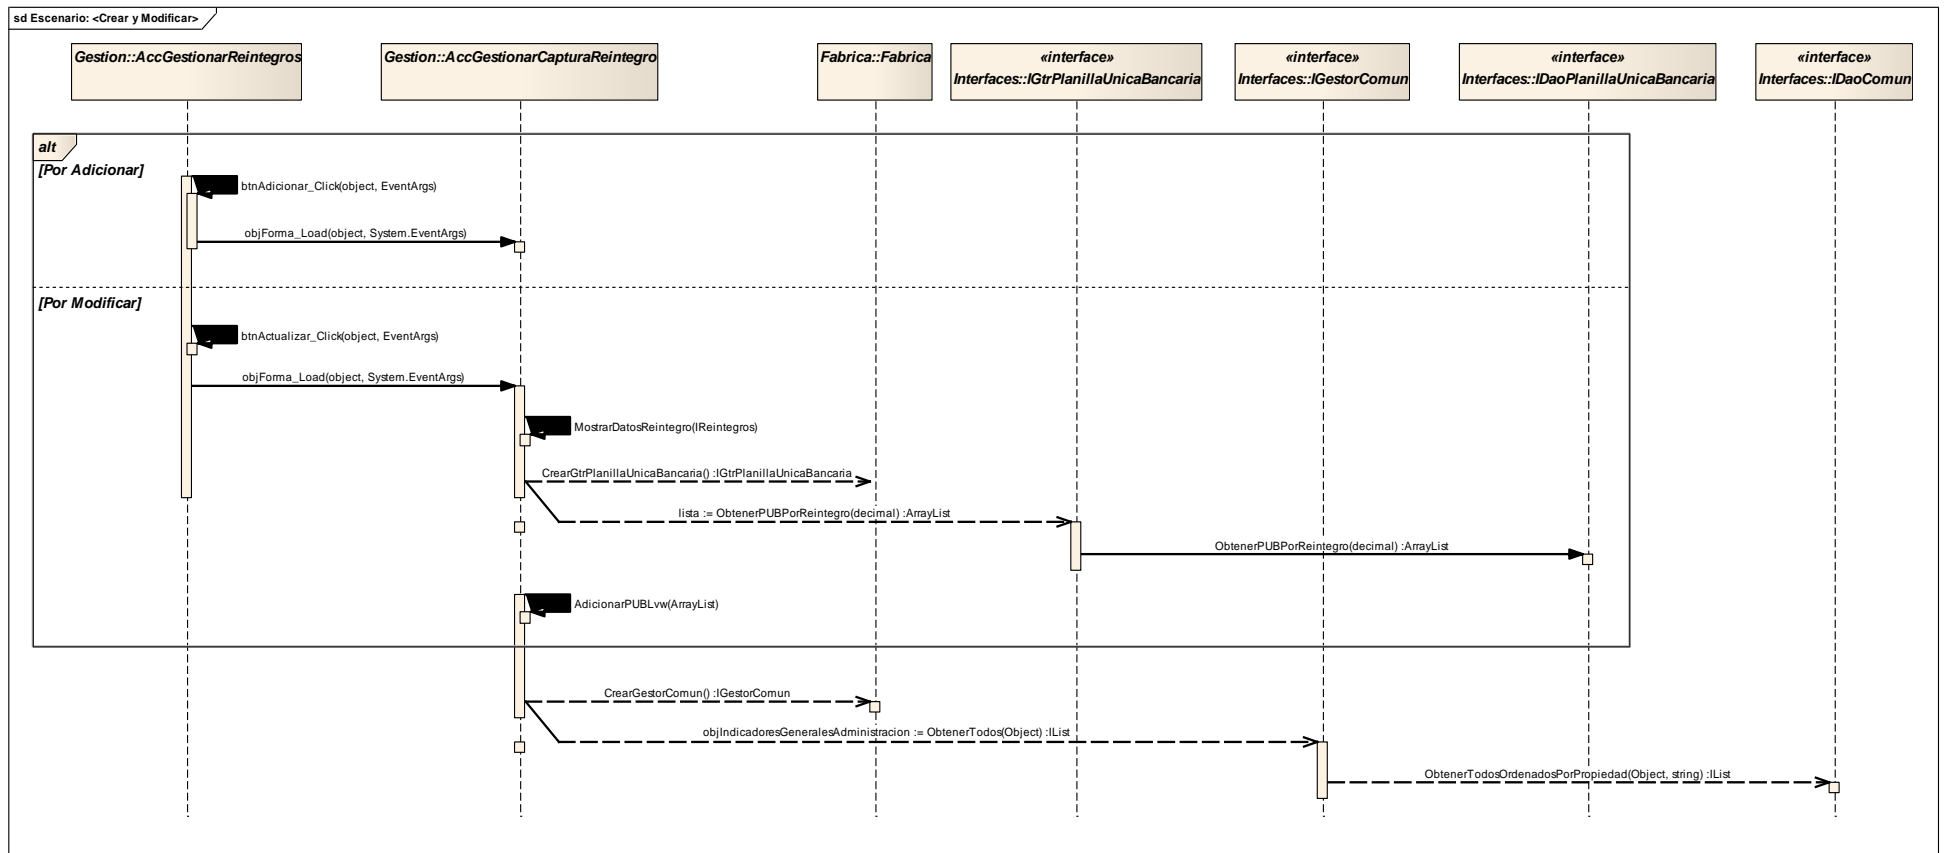 sd Escenario: <Crear y Modificar>
Gestion::AccGestionarReintegros
Gestion::AccGestionarCapturaReintegro
Fabrica::Fabrica
«interface»
Interfaces::IGtrPlanillaUnicaBancaria
«interface»
Interfaces::IGestorComun
«interface»
Interfaces::IDaoPlanillaUnicaBancaria
«interface»
Interfaces::IDaoComun
alt
[Por Adicionar]
btnAdicionar_Click(object, EventArgs)
objForma_Load(object, System.EventArgs)
[Por Modificar]
btnActualizar_Click(object, EventArgs)
objForma_Load(object, System.EventArgs)
MostrarDatosReintegro(IReintegros)
CrearGtrPlanillaUnicaBancaria() :IGtrPlanillaUnicaBancaria
lista := ObtenerPUBPorReintegro(decimal) :ArrayList
ObtenerPUBPorReintegro(decimal) :ArrayList
AdicionarPUBLvw(ArrayList)
CrearGestorComun() :IGestorComun
objIndicadoresGeneralesAdministracion := ObtenerTodos(Object) :IList
ObtenerTodosOrdenadosPorPropiedad(Object, string) :IList